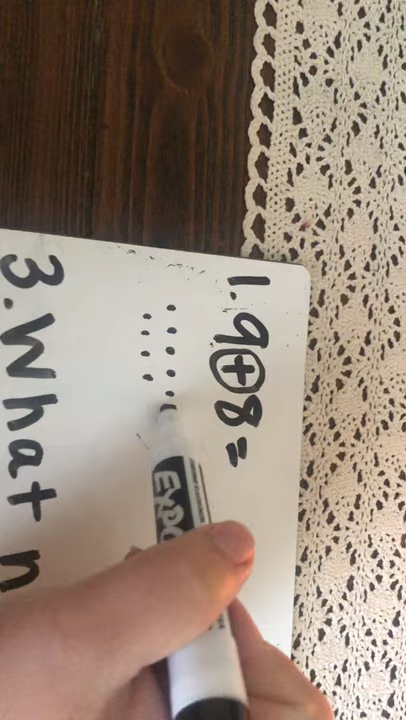 1. 9 + 8 =
3. What n
EXPO